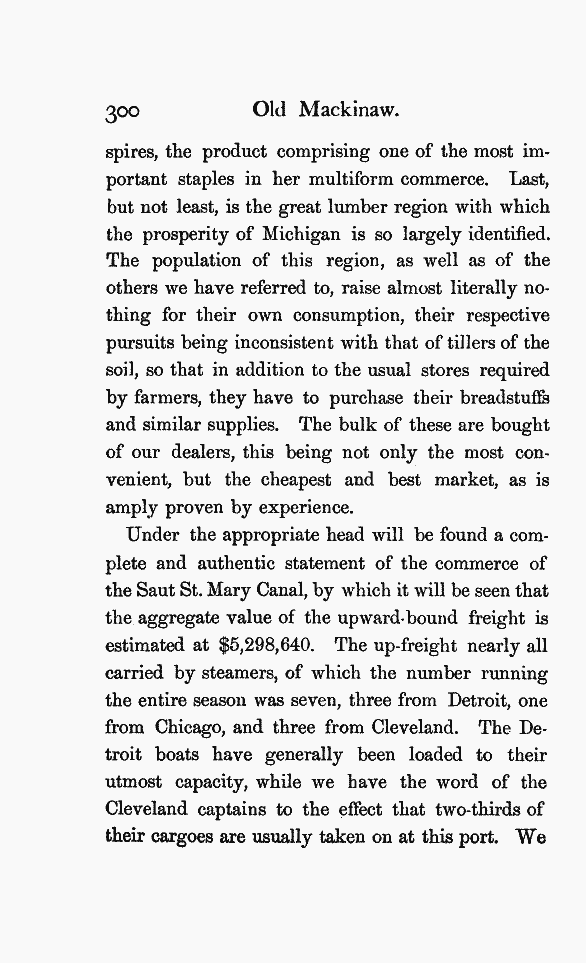 300 Old Mackinaw.
spires, the product comprising one of the most im-
portant staples in her multiform commerce. Last,
but not least, is the great lumber region with which
the prosperity of Michigan is so largely identified.
The population of this region, as well as of the
others we have referred to, raise almost literally no-
thing for their own consumption, their respective
pursuits being inconsistent with that of tillers of the
soil, so that in addition to the usual stores required
by farmers, they have to purchase their breadstuffs
and similar supplies. The bulk of these are bought
of our dealers, this being not only the most con-
venient, but the cheapest and best market, as is
amply proven by experience.
Under the appropriate head will be found a com-
plete and authentic statement of the commerce of
the Saut St. Mary Canal, by which it will be seen that
the aggregate value of the upward-bound freight is
estimated at $5,298,640. The up-freight nearly all
carried by steamers, of which the number running
the entire season was seven, three from Detroit, one
from Chicago, and three from Cleveland. The De-
troit boats have generally been loaded to their
utmost capacity, while we have the word of the
Cleveland captains to the effect that two-thirds of
their cargoes are usually taken on at this port. We